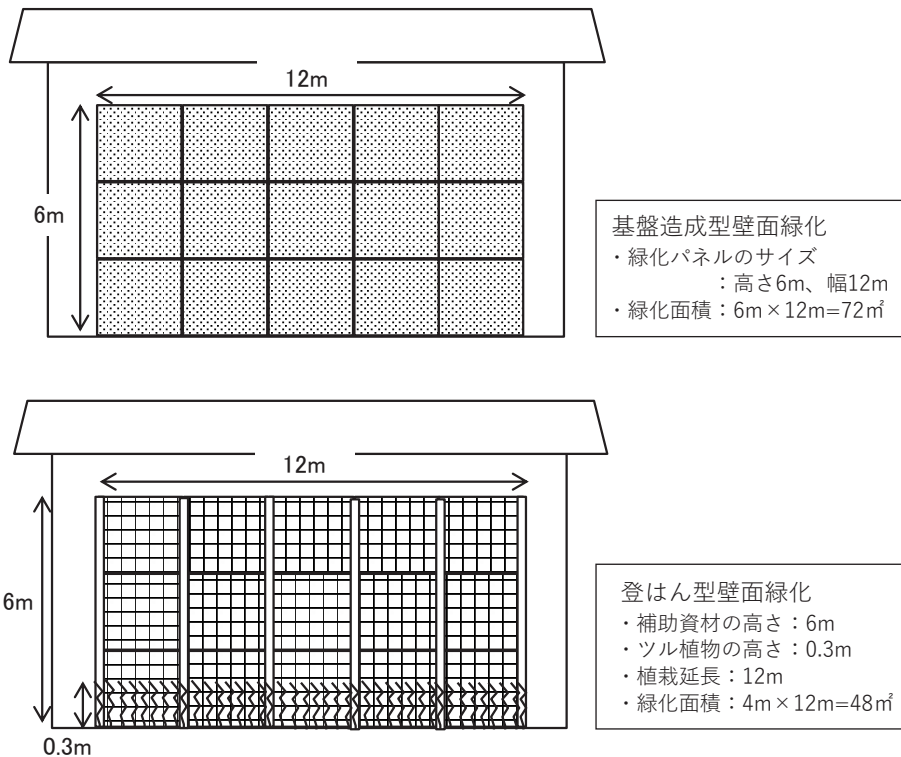 12m
6m
基盤造成型壁面緑化
・緑化パネルのサイズ
：高さ6m、幅12m
・緑化面積：6m×12m=72㎡
12m
6m
0.3m
登はん型壁面緑化
・補助資材の高さ：6m
・ツル植物の高さ：0.3m
・植栽延長：12m
・緑化面積：4m×12m=48㎡